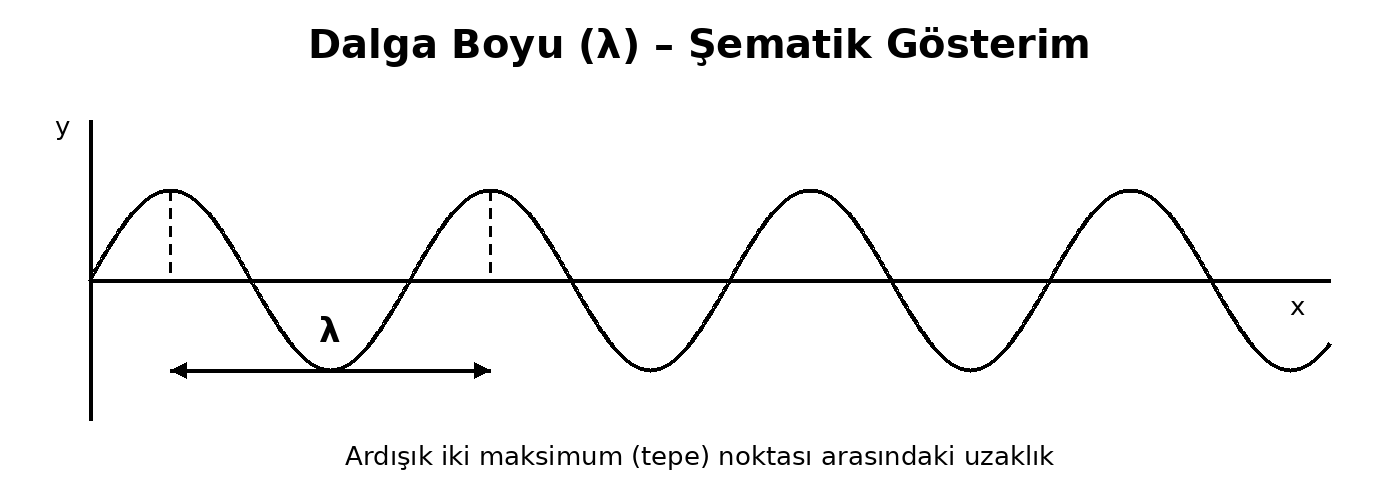 Dalga Boyu (λ) – Şematik Gösterim
y
λ
x
Ardışık iki maksimum (tepe) noktası arasındaki uzaklık